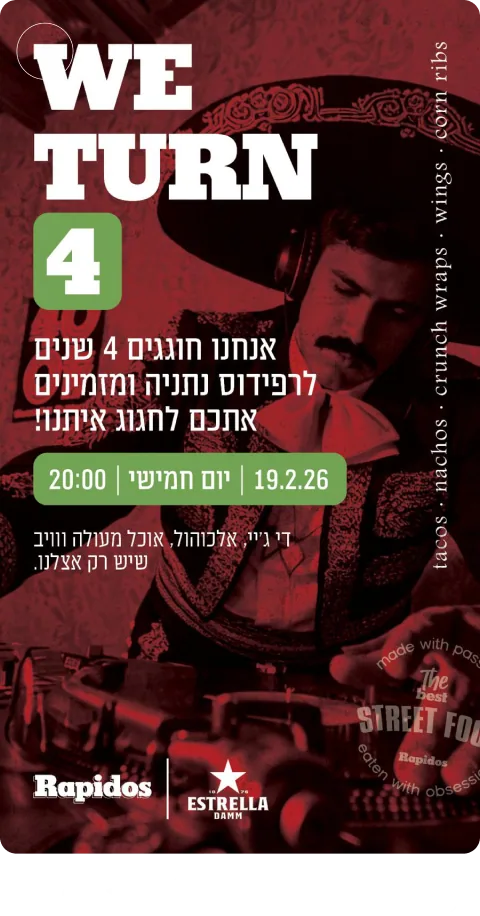 WE
TURN
4
אנחנו חוגגים 4 שנים
לרפידוס נתניה ומזמינים
אתכם לחגוג איתנו!
19.2.26 | יום חמישי | 20:00
די ג'יי, אלכוהול, אוכל מעולה וווייב
שיש רק אצלנו.
tacos · nachos · crunch wraps · wings · corn ribs
made with pass
The
best
STREET FOO
Rapidos
eaten with obsessi
Rapidos
ESTRELLA
DAMM